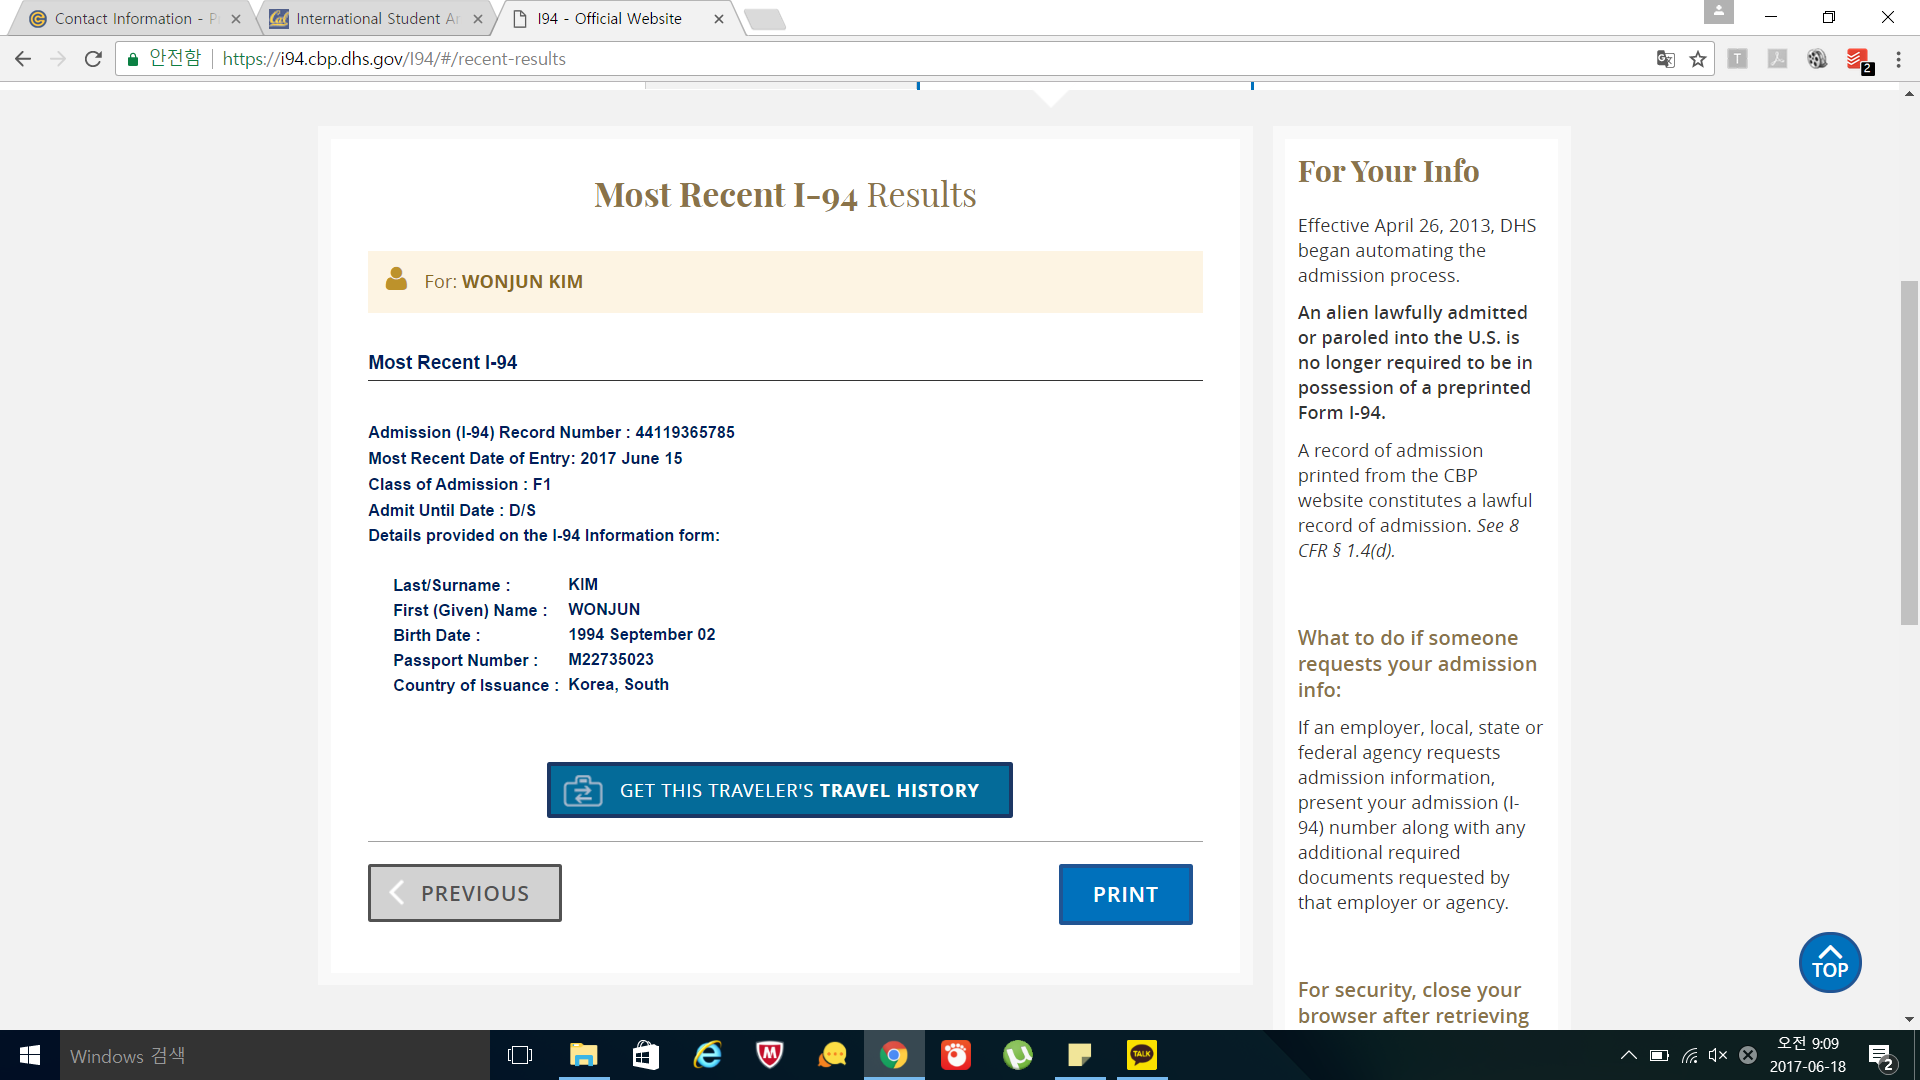 Contact Information - P
International Student Ar
I94 - Official Website
안전함
https://i94.cbp.dhs.gov/I94/#/recent-results
T
2
Most Recent I-94 Results
For: WONJUN KIM
Most Recent I-94
Admission (I-94) Record Number : 44119365785
Most Recent Date of Entry: 2017 June 15
Class of Admission : F1
Admit Until Date : D/S
Details provided on the I-94 Information form:
Last/Surname : KIM
First (Given) Name : WONJUN
Birth Date : 1994 September 02
Passport Number : M22735023
Country of Issuance : Korea, South
GET THIS TRAVELER'S TRAVEL HISTORY
PREVIOUS
PRINT
For Your Info
Effective April 26, 2013, DHS
began automating the
admission process.
An alien lawfully admitted
or paroled into the U.S. is
no longer required to be in
possession of a preprinted
Form I-94.
A record of admission
printed from the CBP
website constitutes a lawful
record of admission. See 8
CFR § 1.4(d).
What to do if someone
requests your admission
info:
If an employer, local, state or
federal agency requests
admission information,
present your admission (I-
94) number along with any
additional required
documents requested by
that employer or agency.
For security, close your
browser after retrieving
TOP
Windows 검색
TALK
오전 9:09
2017-06-18
2